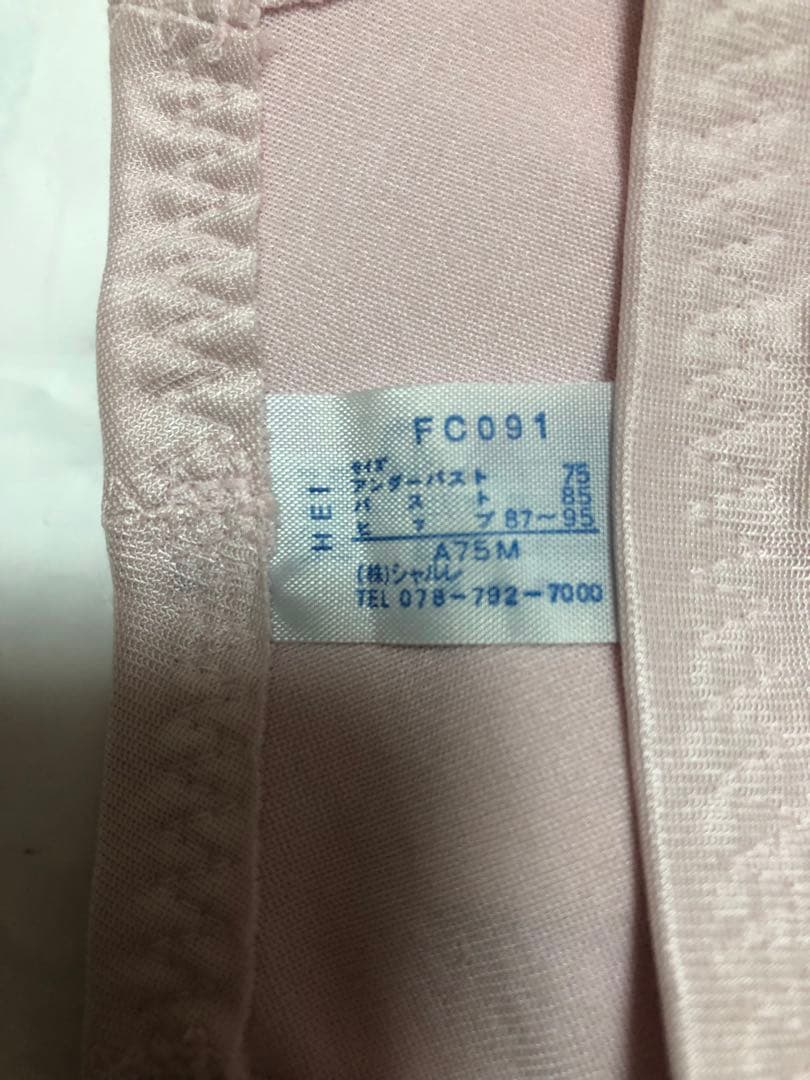 FC091
HEI
サイズ
アンダーバスト 75
バスト 85
ヒップ 87～95
A75M
(株)シャルレ
TEL 078-792-7000